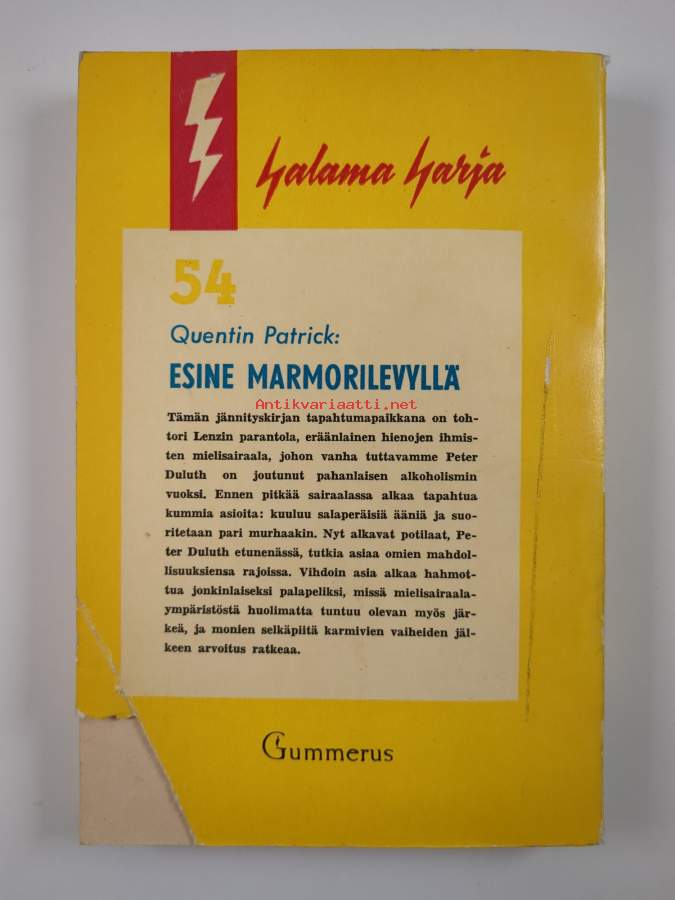 Salama Sarja
54
Quentin Patrick:
ESINE MARMORILEVYLLÄ
Antikvariaatti.net
Tämän jännityskirjan tapahtumapaikkana on toh-
tori Lenzin parantola, eräänlainen hienojen ihmis-
ten mielisairaala, johon vanha tuttavamme Peter
Duluth on joutunut pahanlaisen alkoholismin
vuoksi. Ennen pitkää sairaalassa alkaa tapahtua
kummia asioita: kuuluu salaperäisiä ääniä ja suo-
ritetaan pari murhaakin. Nyt alkavat potilaat, Pe-
ter Duluth etunenässä, tutkia asiaa omien mahdol-
lisuuksiensa rajoissa. Vihdoin asia alkaa hahmot-
tua jonkinlaiseksi palapeliksi, missä mielisairaala-
ympäristöstä huolimatta tuntuu olevan myös jär-
keä, ja monien selkäpiitä karmivien vaiheiden jäl-
keen arvoitus ratkeaa.
Gummerus